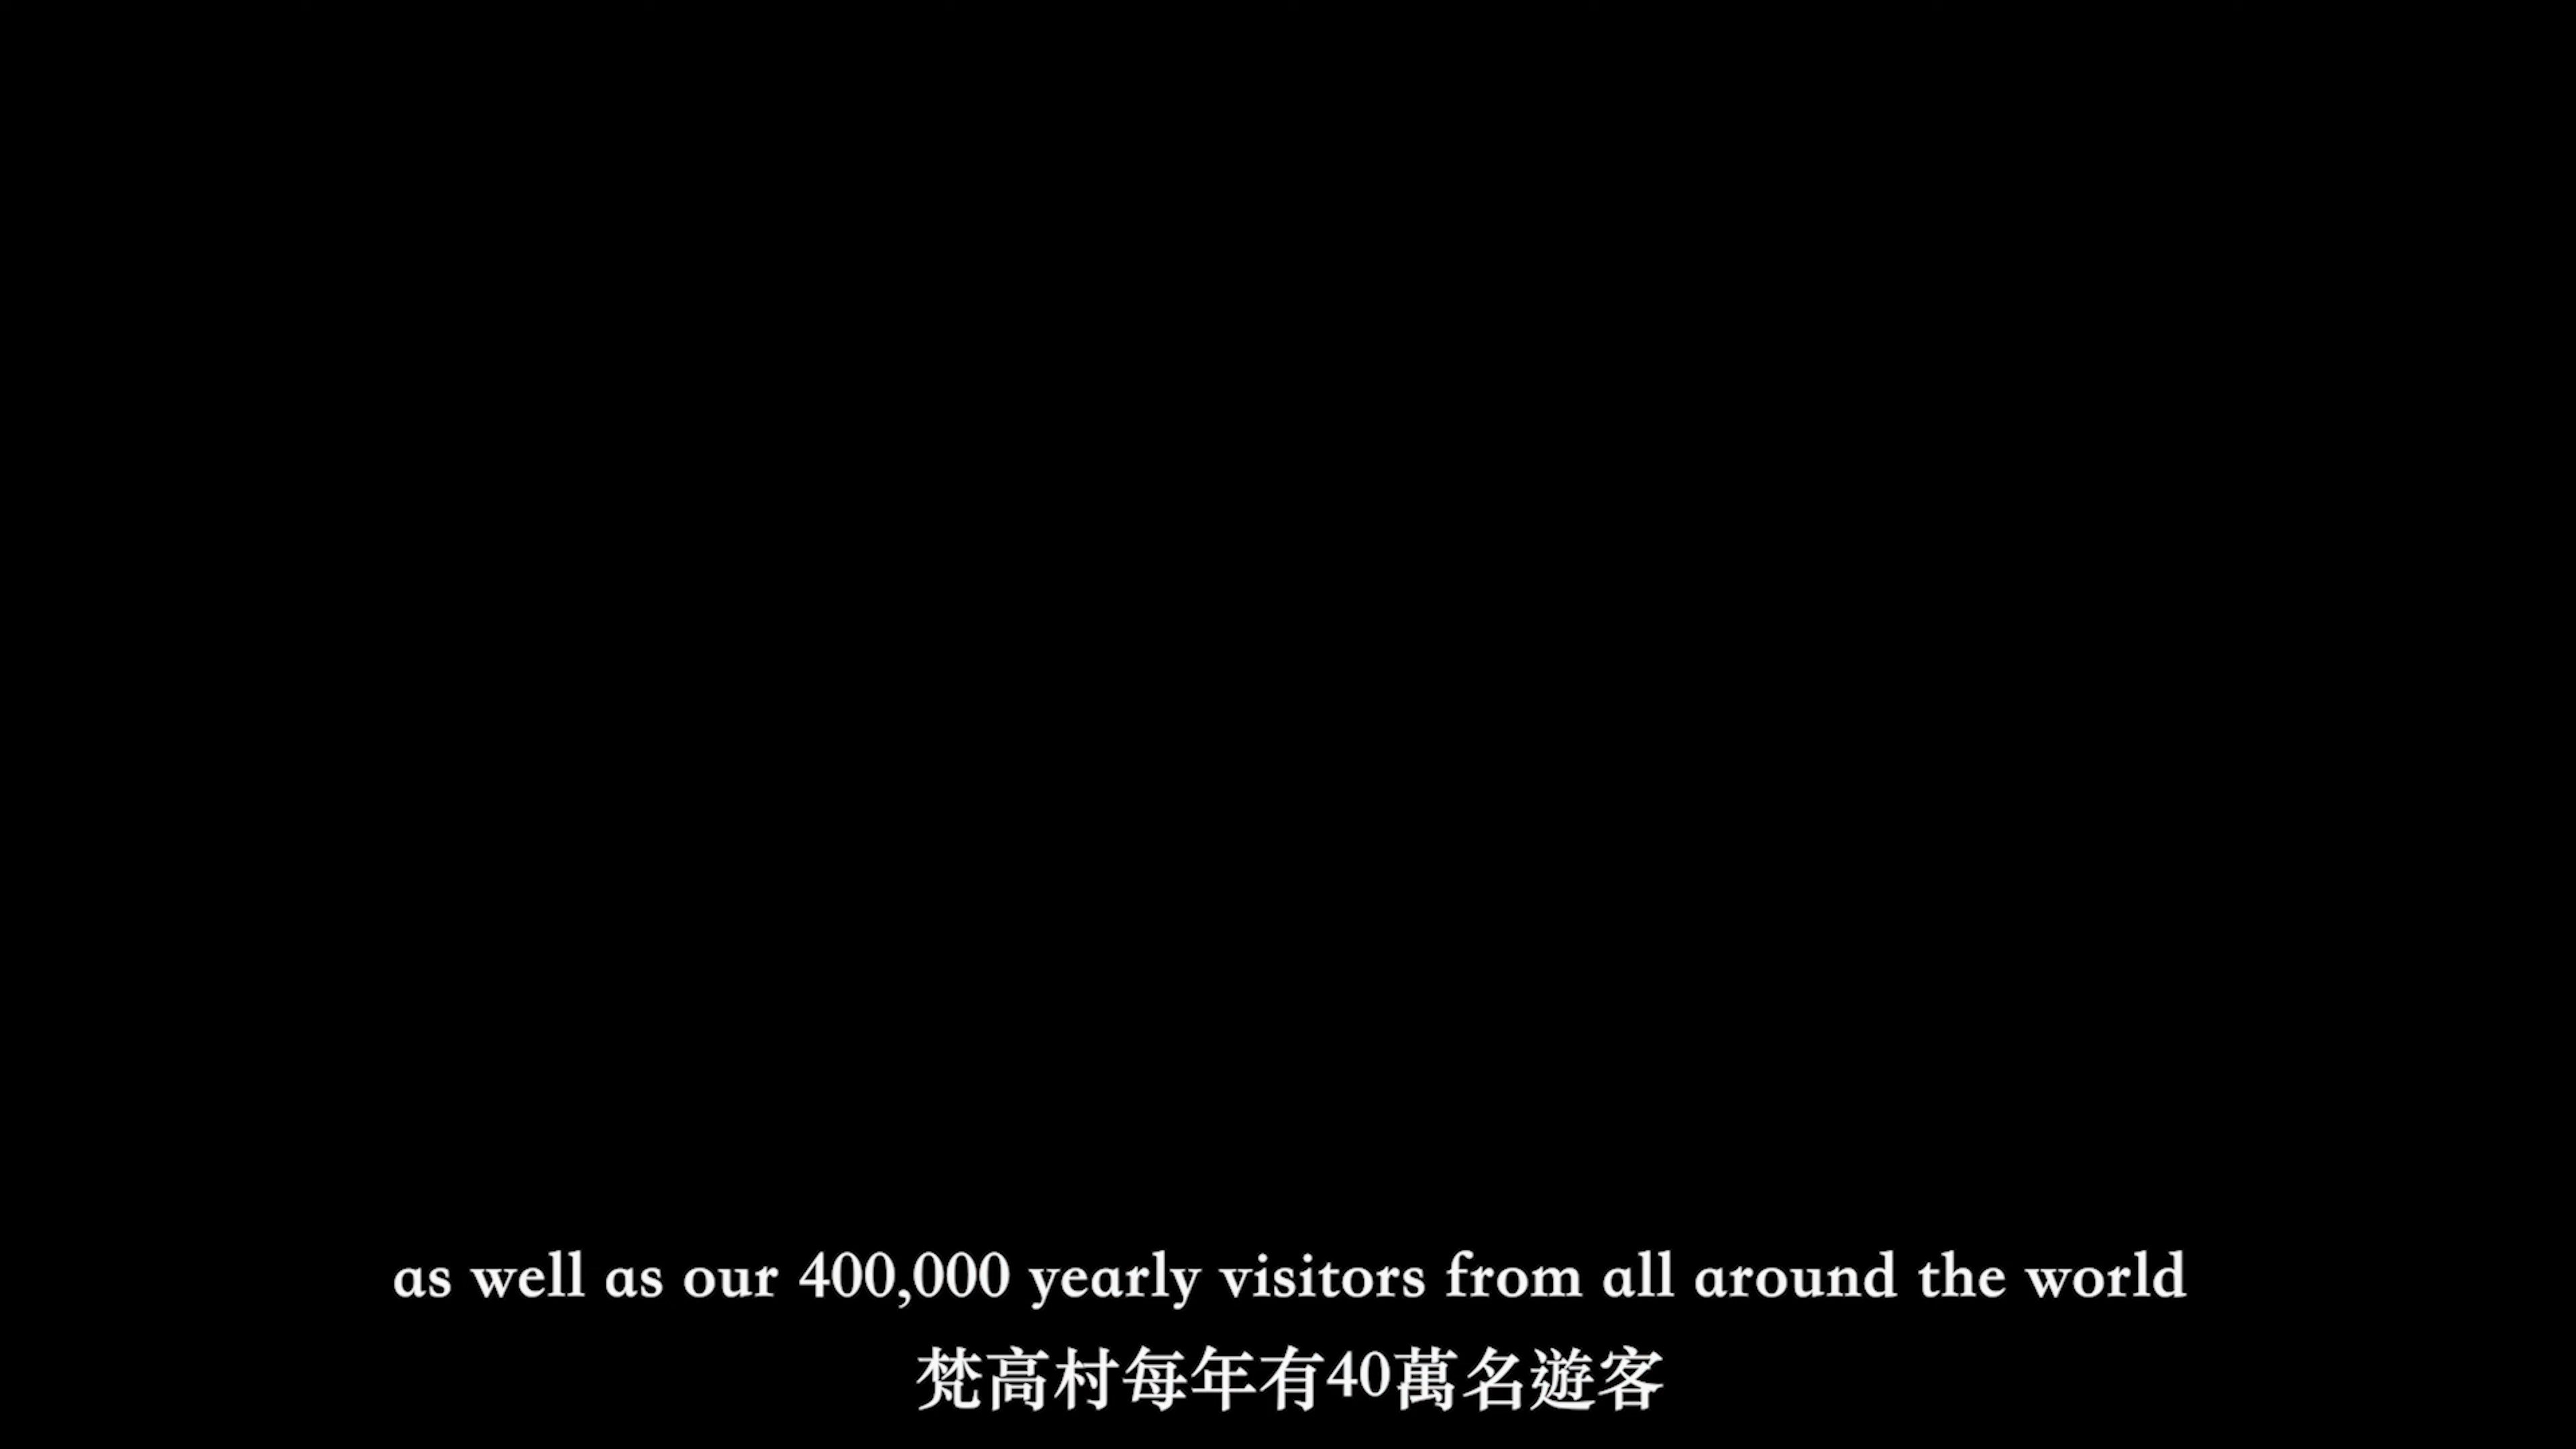 as well as our 400,000 yearly visitors from all around the world
梵高村每年有40萬名遊客